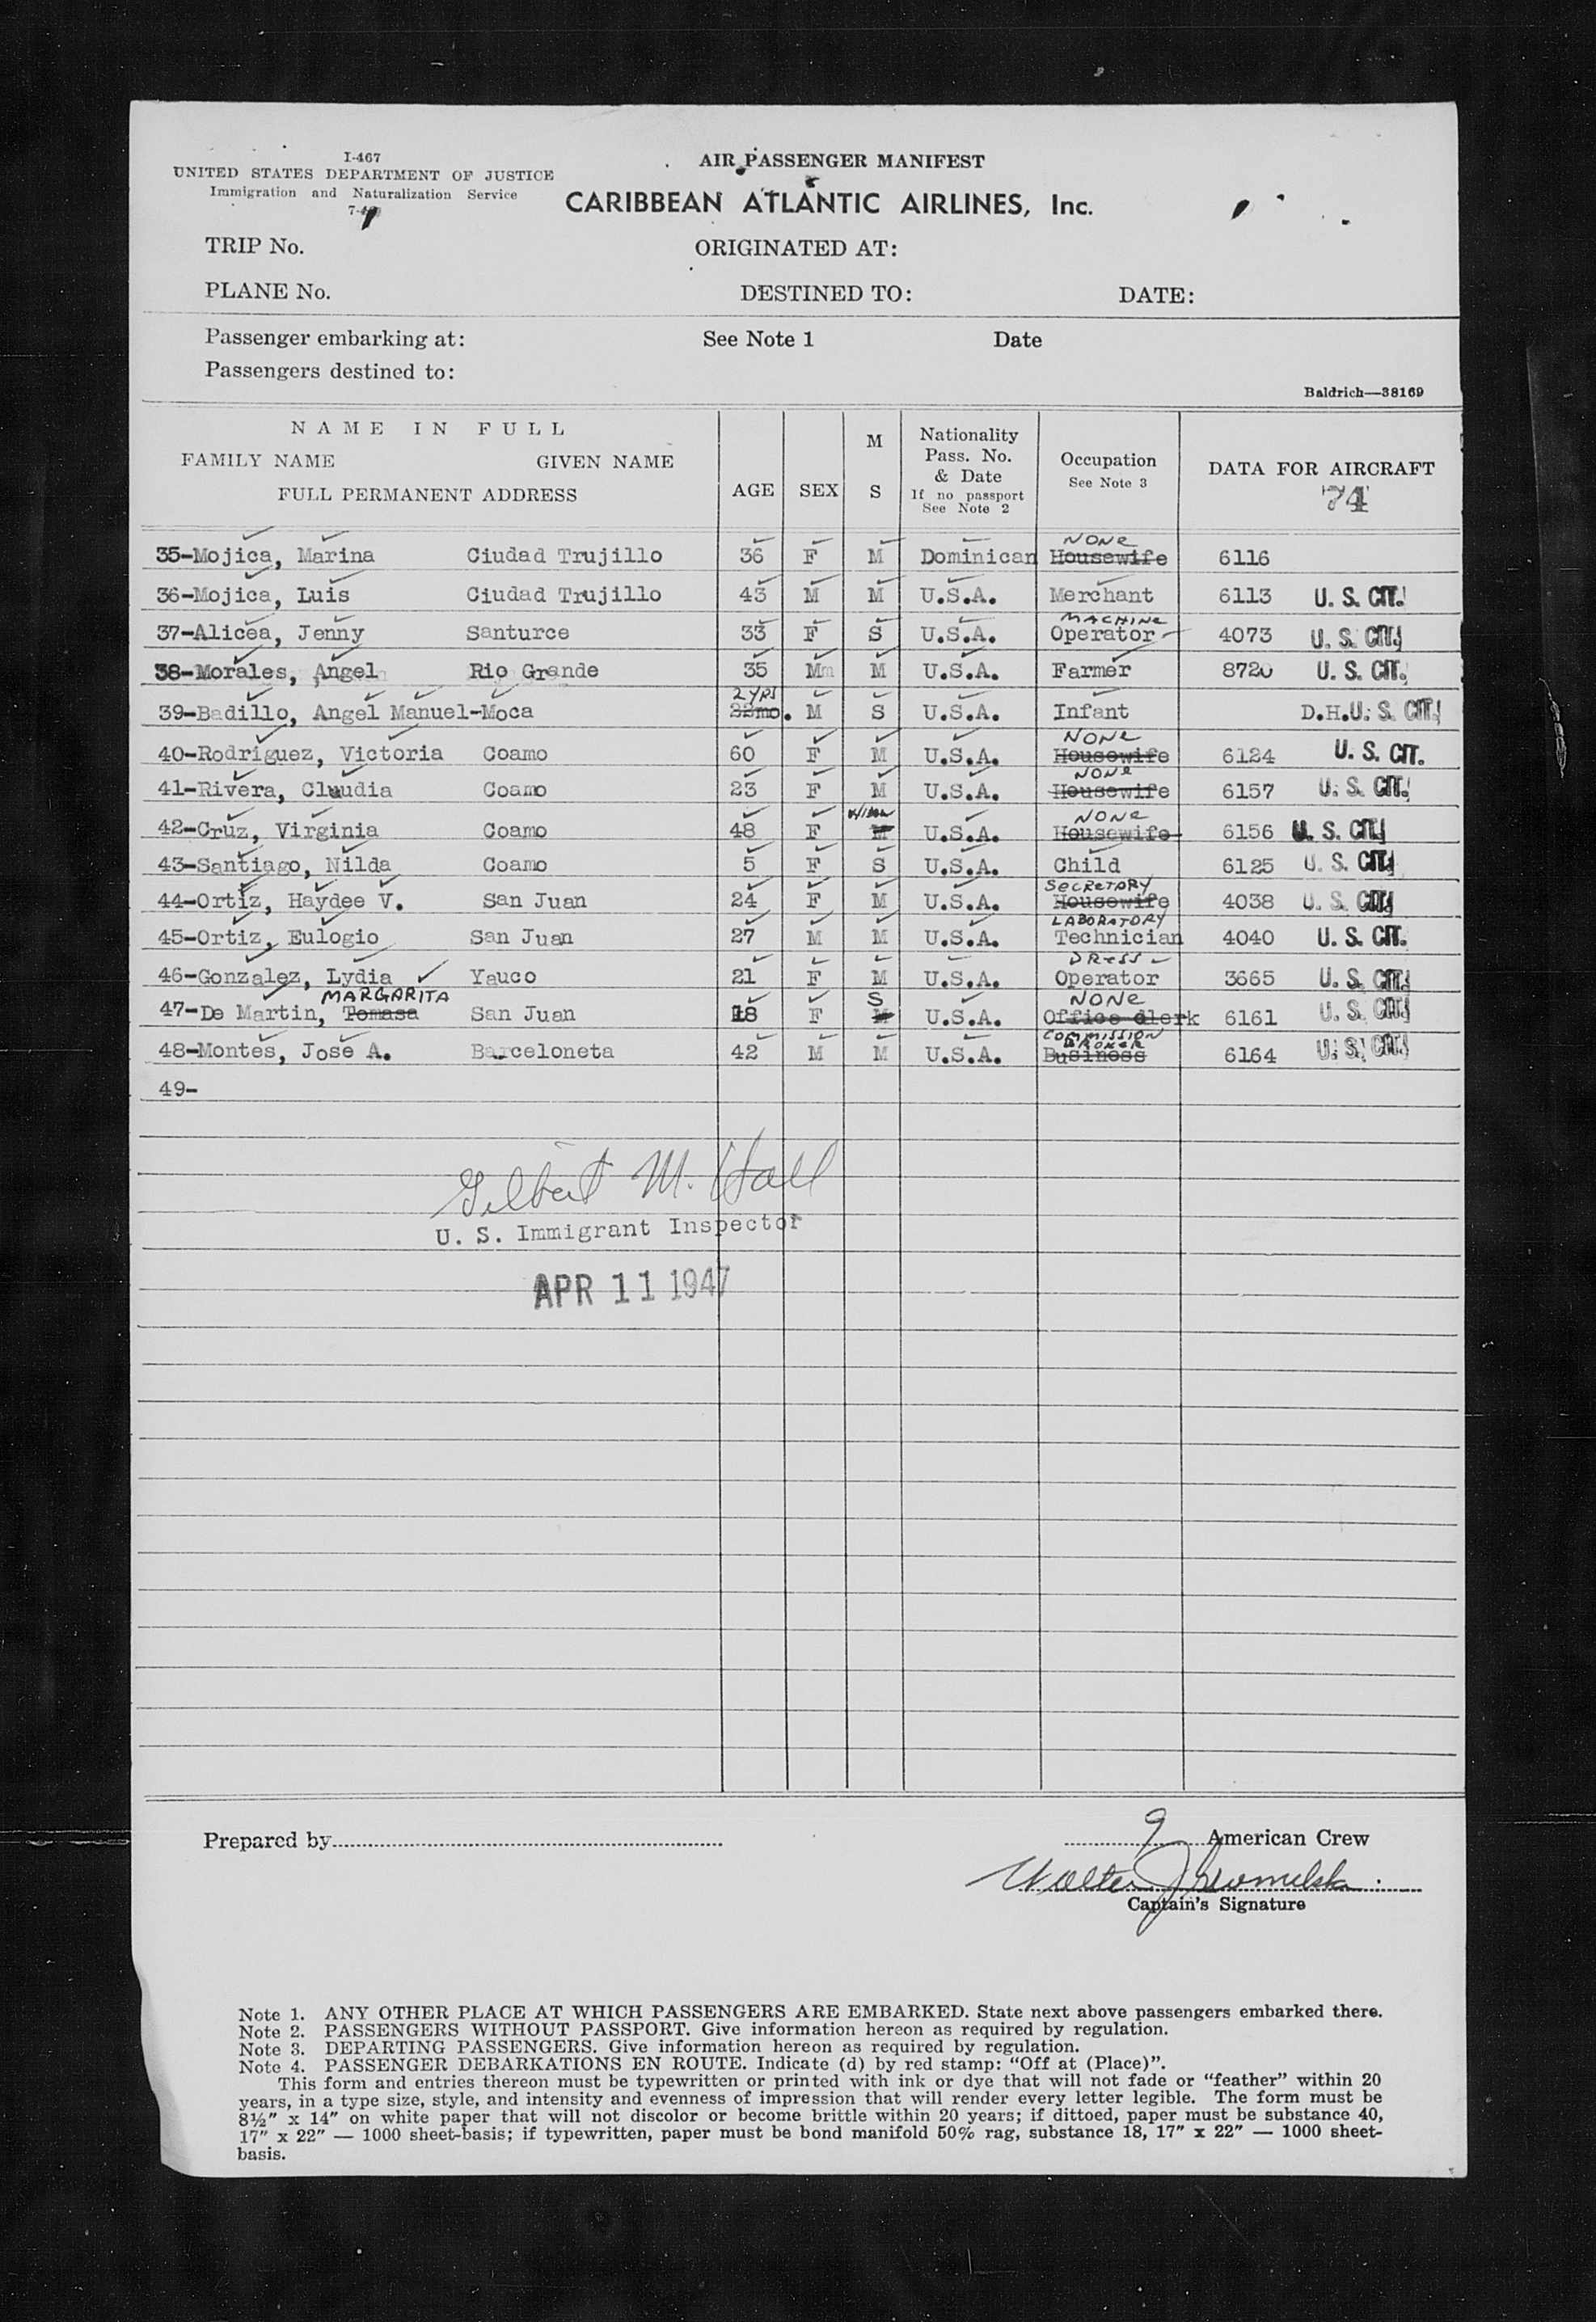 I-467
UNITED STATES DEPARTMENT OF JUSTICE
Immigration and Naturalization Service
AIR PASSENGER MANIFEST
CARIBBEAN ATLANTIC AIRLINES, Inc.
TRIP No. ORIGINATED AT:
PLANE No. DESTINED TO: DATE:
Passenger embarking at: See Note 1 Date
Passengers destined to:
Baldrich—38169
NAME IN FULL
FAMILY NAME GIVEN NAME
FULL PERMANENT ADDRESS
AGE
SEX
M
S
Nationality
Pass. No.
& Date
If no passport
See Note 2
Occupation
See Note 3
DATA FOR AIRCRAFT
74
NONE
35-Mojica, Marina Ciudad Trujillo 36 F M Dominican Housewife 6116
36-Mojica, Luis Ciudad Trujillo 43 M M U.S.A. Merchant 6113 U. S. CIT.
MACHINE
37-Alicea, Jenny Santurce 33 F S U.S.A. Operator 4073 U. S. CIT.
38-Morales, Angel Rio Grande 35 M M U.S.A. Farmer 8720 U. S. CIT.
2 YRS
39-Badillo, Angel Manuel-Moca 22mo. M S U.S.A. Infant D.H. U. S. CIT.
NONE
40-Rodriguez, Victoria Coamo 60 F M U.S.A. Housewife 6124 U. S. CIT.
NONE
41-Rivera, Claudia Coamo 23 F M U.S.A. Housewife 6157 U. S. CIT.
NONE
42-Cruz, Virginia Coamo 48 F M U.S.A. Housewife 6156 U. S. CIT.
43-Santiago, Nilda Coamo 5 F S U.S.A. Child 6125 U. S. CIT.
SECRETARY
44-Ortiz, Haydee V. San Juan 24 F M U.S.A. Housewife 4038 U. S. CIT.
LABORATORY
45-Ortiz, Eulogio San Juan 27 M M U.S.A. Technician 4040 U. S. CIT.
DRESS
46-Gonzalez, Lydia Yauco 21 F M U.S.A. Operator 3665 U. S. CIT.
MARGARITA S NONE
47-De Martin, Tomasa San Juan 18 F M U.S.A. Office clerk 6161 U. S. CIT.
COMMISSION
BROKER
48-Montes, Jose A. Barceloneta 42 M M U.S.A. Business 6164 U. S. CIT.
49-
Gilbert M. Hall
U. S. Immigrant Inspector
APR 11 1947
Prepared by
9 American Crew
Walter J
Captain's Signature
Note 1. ANY OTHER PLACE AT WHICH PASSENGERS ARE EMBARKED. State next above passengers embarked there.
Note 2. PASSENGERS WITHOUT PASSPORT. Give information hereon as required by regulation.
Note 3. DEPARTING PASSENGERS. Give information hereon as required by regulation.
Note 4. PASSENGER DEBARKATIONS EN ROUTE. Indicate (d) by red stamp: “Off at (Place)”.
This form and entries thereon must be typewritten or printed with ink or dye that will not fade or “feather” within 20
years, in a type size, style, and intensity and evenness of impression that will render every letter legible. The form must be
8½″ x 14″ on white paper that will not discolor or become brittle within 20 years; if dittoed, paper must be substance 40,
17″ x 22″ — 1000 sheet-basis; if typewritten, paper must be bond manifold 50% rag, substance 18, 17″ x 22″ — 1000 sheet-
basis.